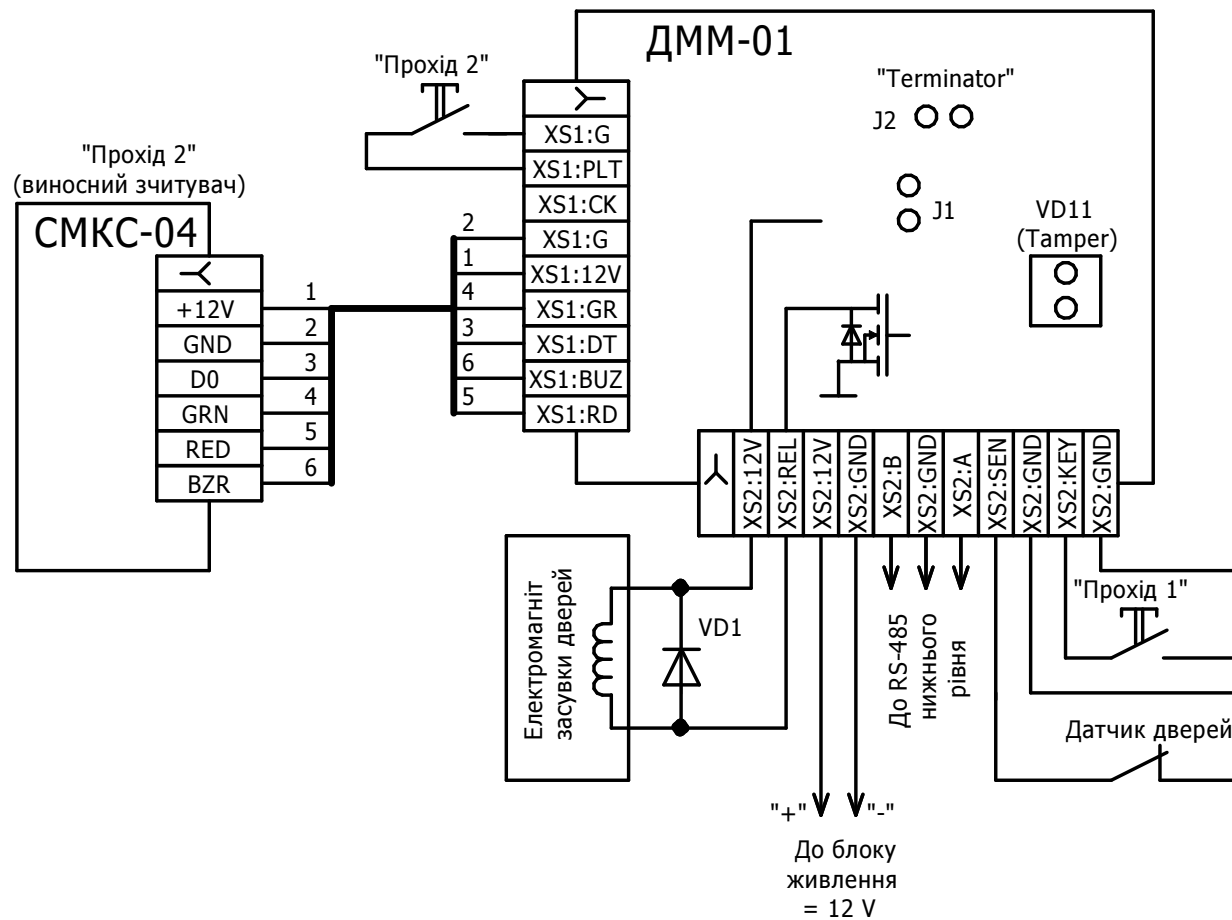 ДММ-01
"Прохід 2"
"Terminator"
J2
J1
VD11
(Tamper)
"Прохід 2"
(виносний зчитувач)
СМКС-04
+12V
GND
D0
GRN
RED
BZR
1
2
3
4
5
6
2
1
4
3
6
5
XS1:G
XS1:PLT
XS1:CK
XS1:G
XS1:12V
XS1:GR
XS1:DT
XS1:BUZ
XS1:RD
XS2:12V
XS2:REL
XS2:12V
XS2:GND
XS2:B
XS2:GND
XS2:A
XS2:SEN
XS2:GND
XS2:KEY
XS2:GND
Електромагніт
засувки дверей
VD1
До RS-485
нижнього
рівня
"Прохід 1"
Датчик дверей
"+"
"-"
До блоку
живлення
= 12 V